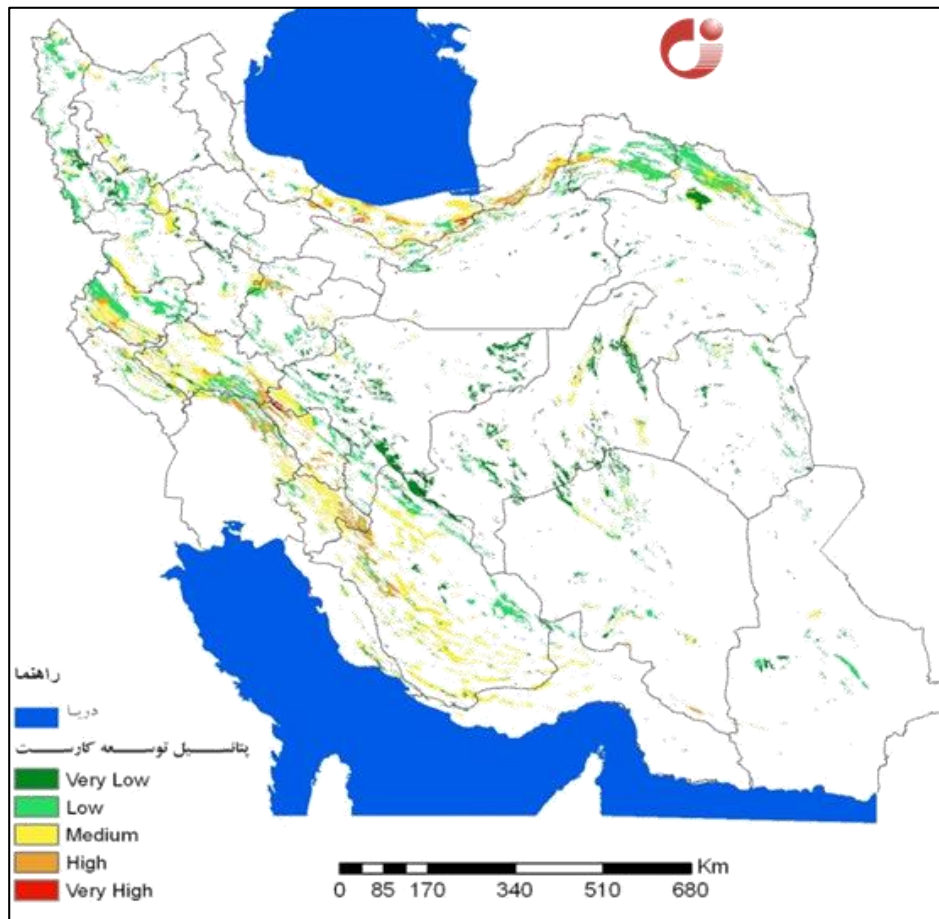 راهنما
دریا
پتانسیل توسعه کارست
Very Low
Low
Medium
High
Very High
Km
0 85 170 340 510 680